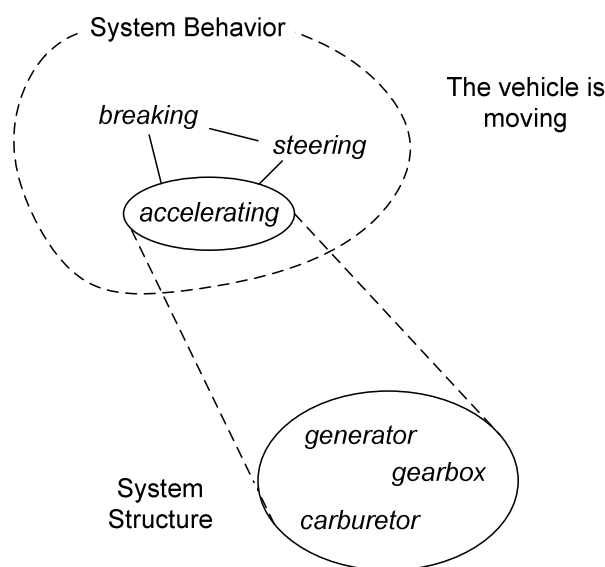 System Behavior
The vehicle is
moving
breaking
steering
accelerating
generator
gearbox
carburetor
System
Structure